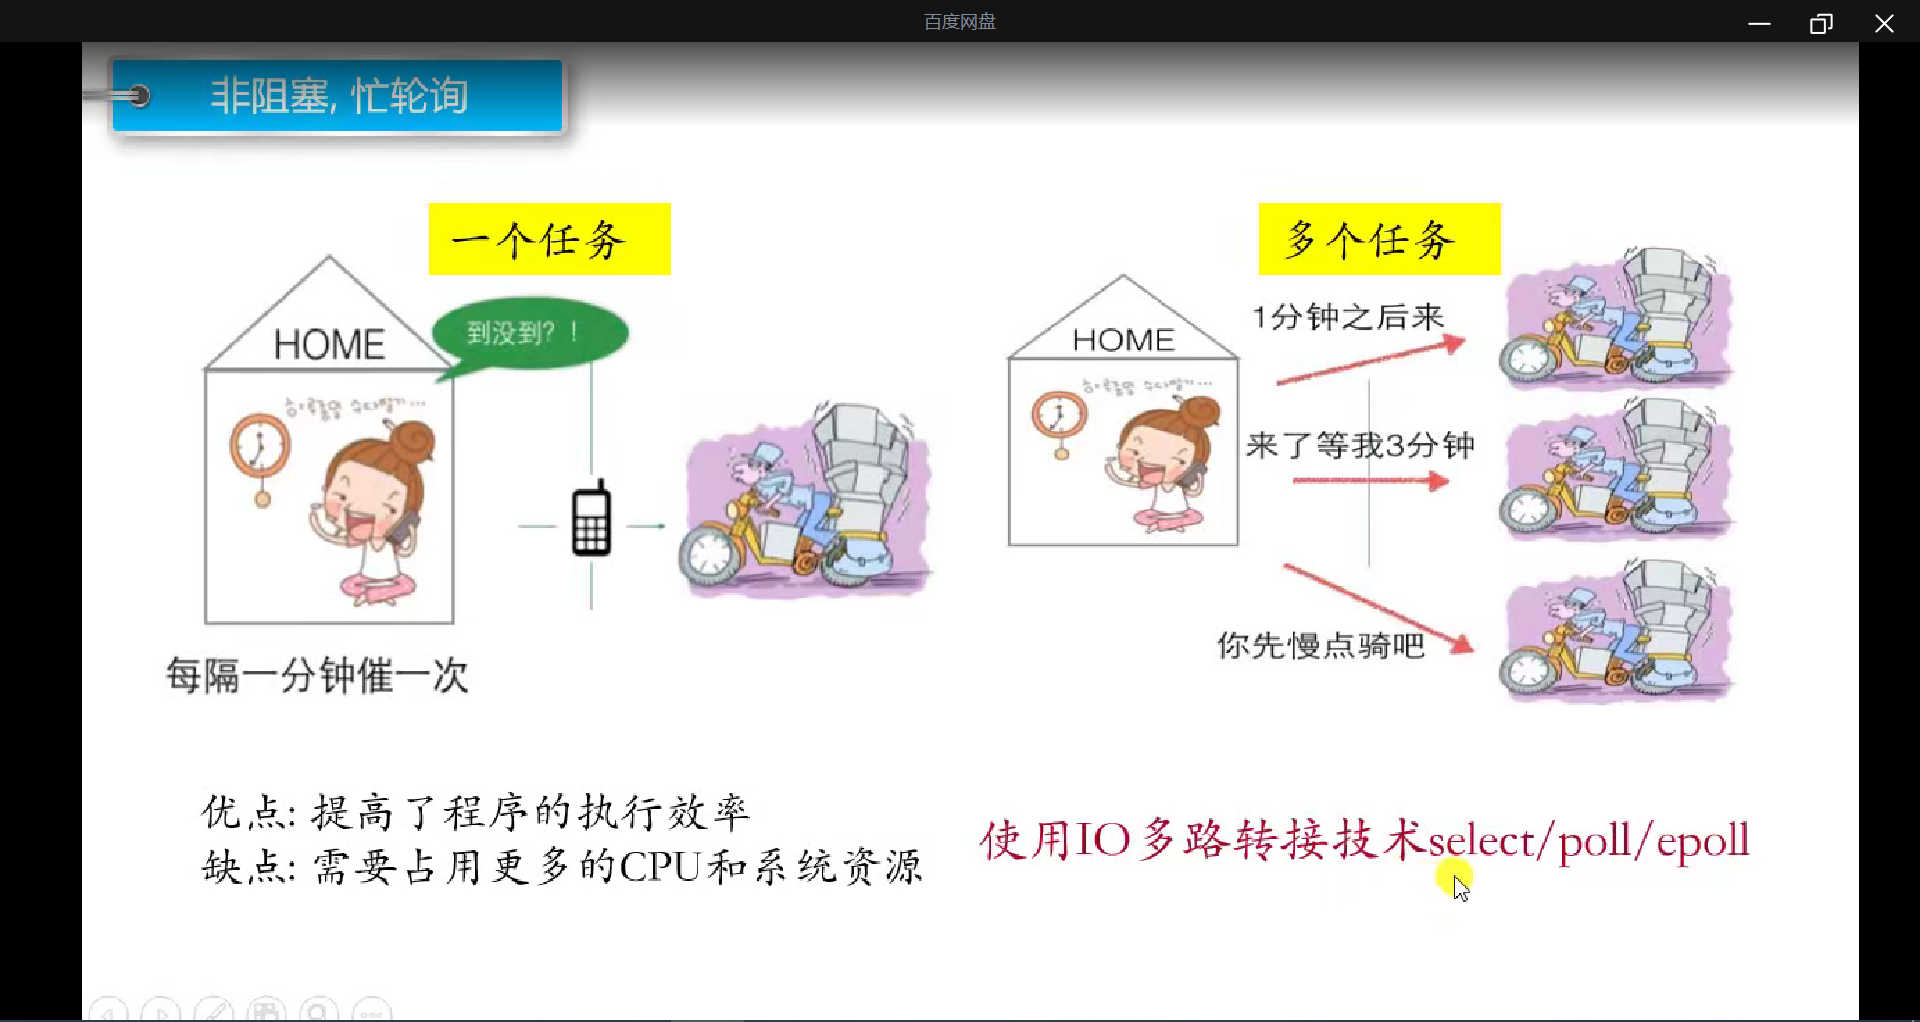 百度网盘
非阻塞, 忙轮询
一个任务
到没到？！
HOME
每隔一分钟催一次
优点: 提高了程序的执行效率
缺点: 需要占用更多的CPU和系统资源
多个任务
HOME
1分钟之后来
来了等我3分钟
你先慢点骑吧
使用IO多路转接技术select/poll/epoll